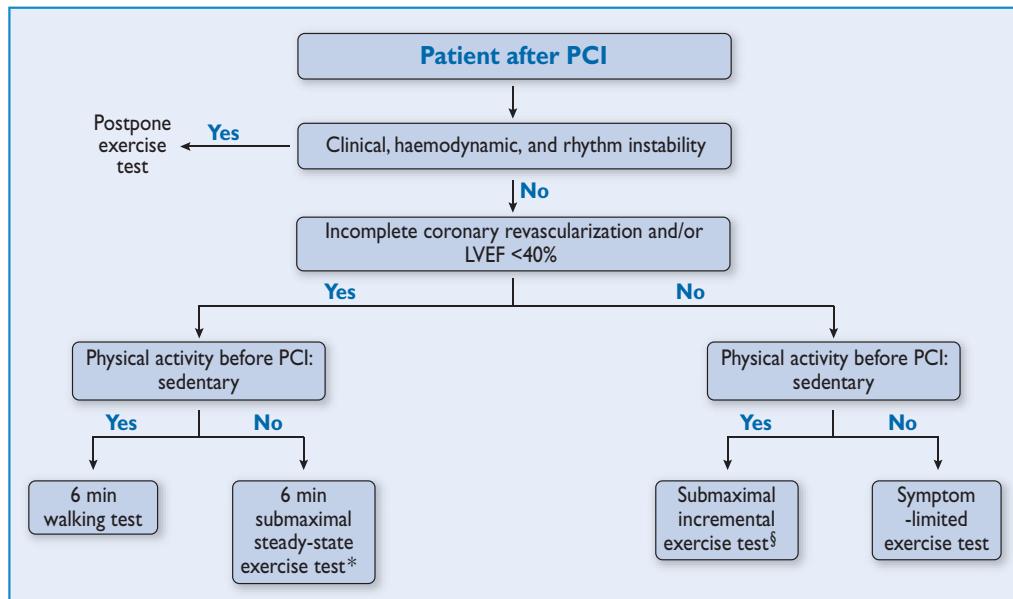 Patient after PCI
Postpone
exercise
test
Yes
Clinical, haemodynamic, and rhythm instability
No
Incomplete coronary revascularization and/or
LVEF <40%
Yes
No
Physical activity before PCI:
sedentary
Physical activity before PCI:
sedentary
Yes
No
Yes
No
6 min
walking test
6 min
submaximal
steady-state
exercise test*
Submaximal
incremental
exercise test§
Symptom
-limited
exercise test